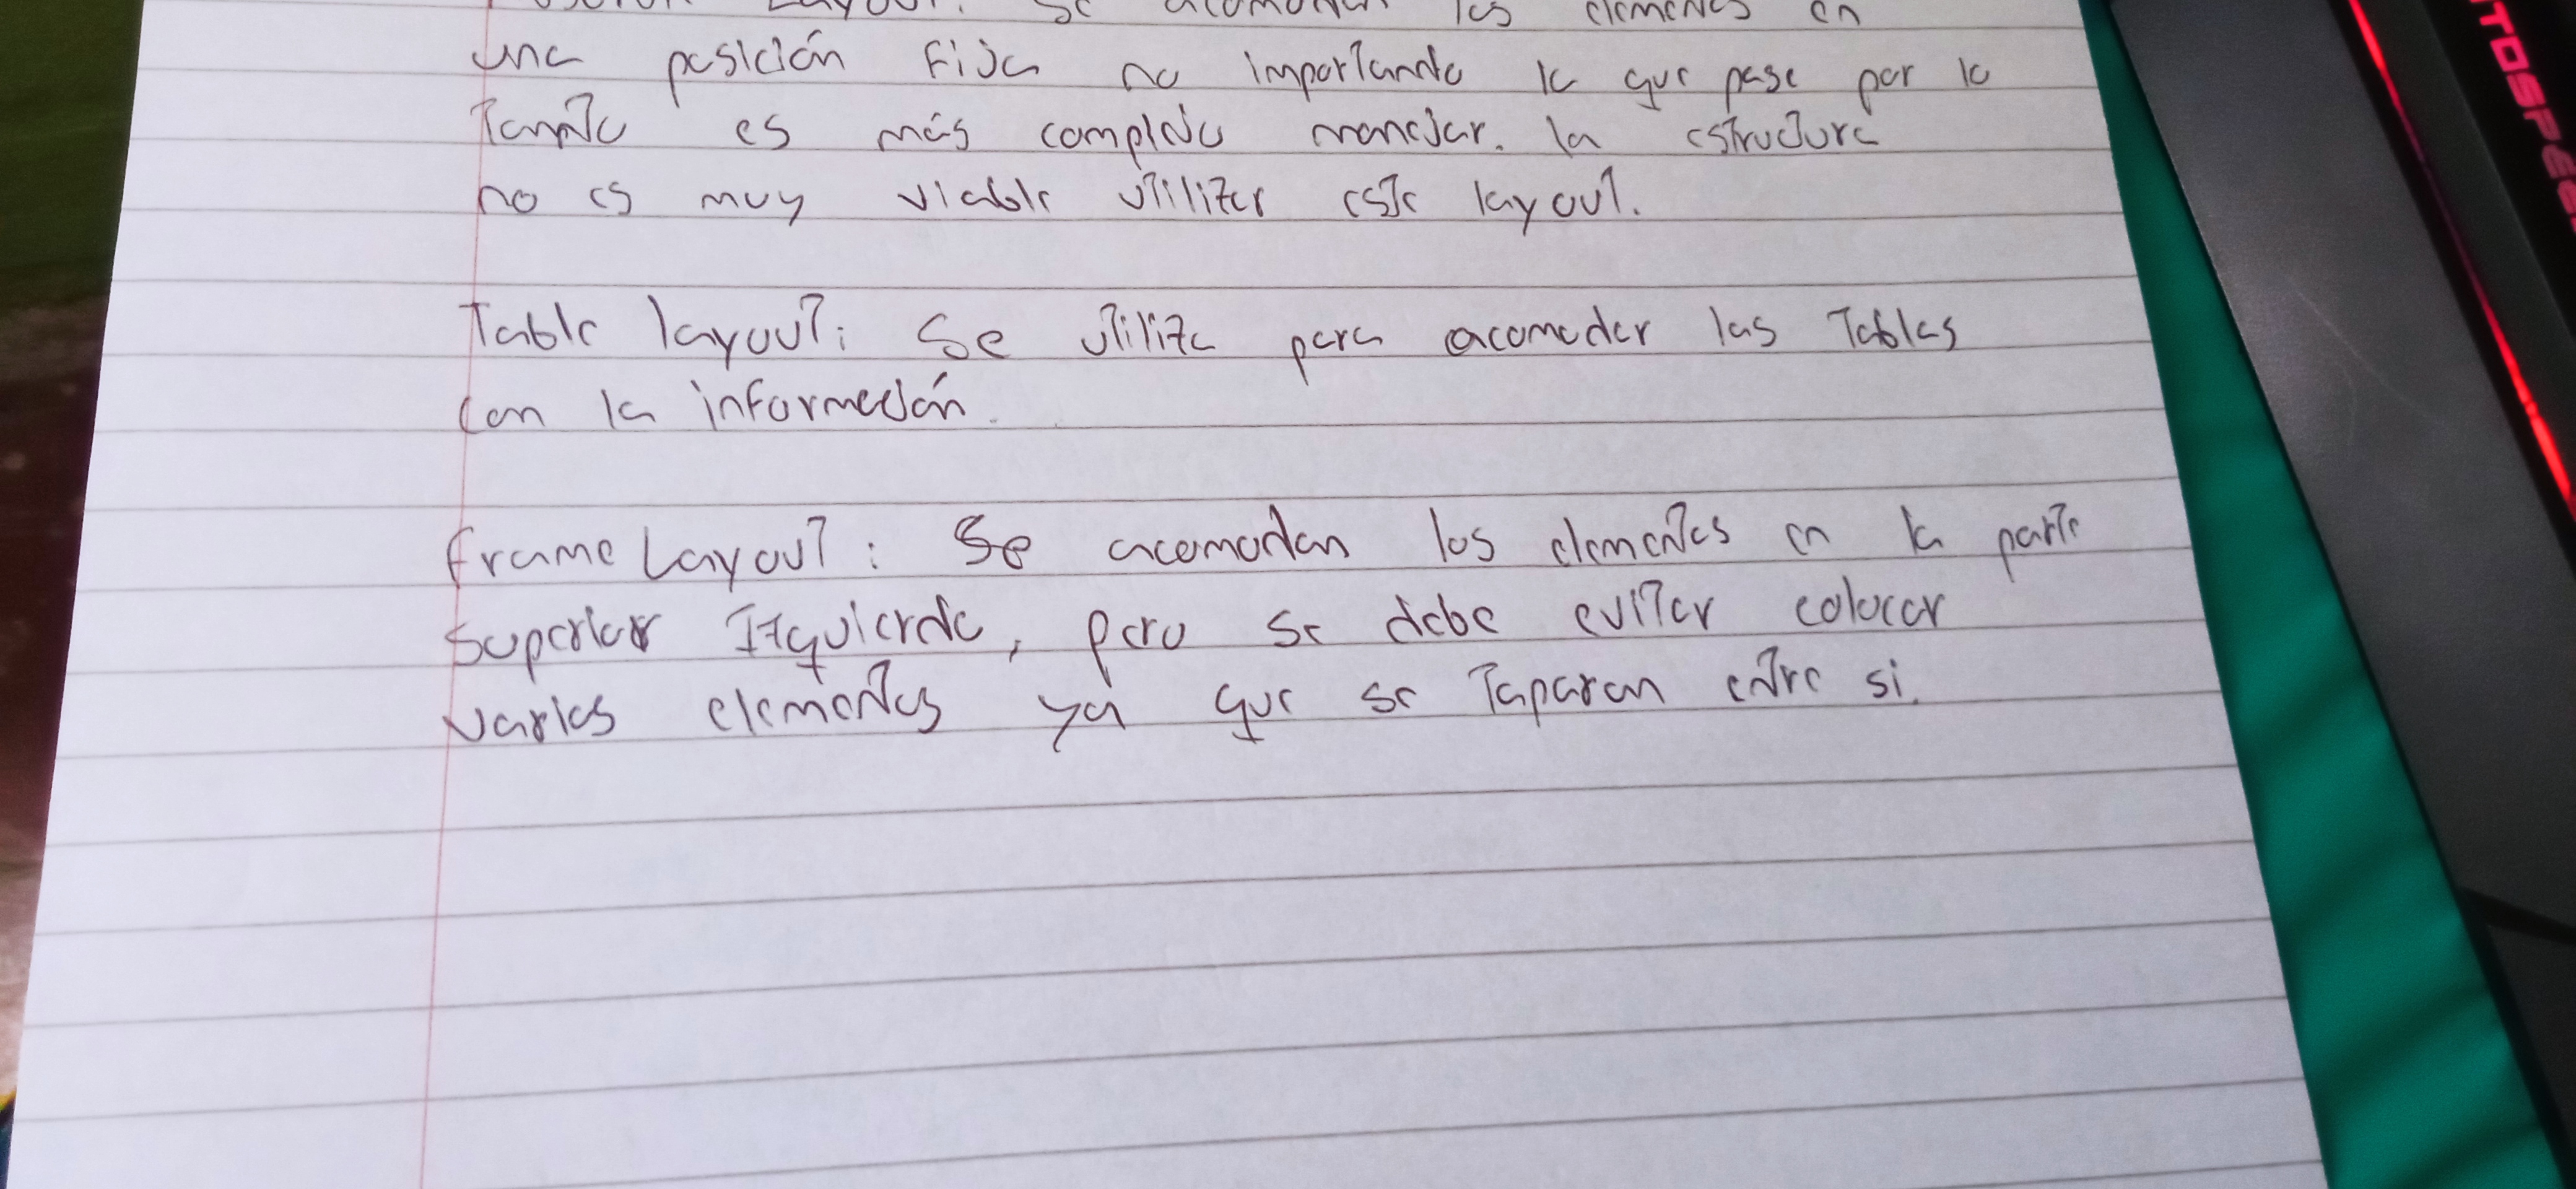 Layout: Se acomodan los elementos en
una posición fija no importando lo que pase por lo
Tanto es más complejo manejar. la estructura
no es muy viable utilizar este layout.
Table layout: Se utiliza para acomodar las Tablas
con la información.
frame Layout: Se acomodan los elementos en la parte
superior Izquierda, pero se debe evitar colocar
varios elementos ya que se Taparan entre si.